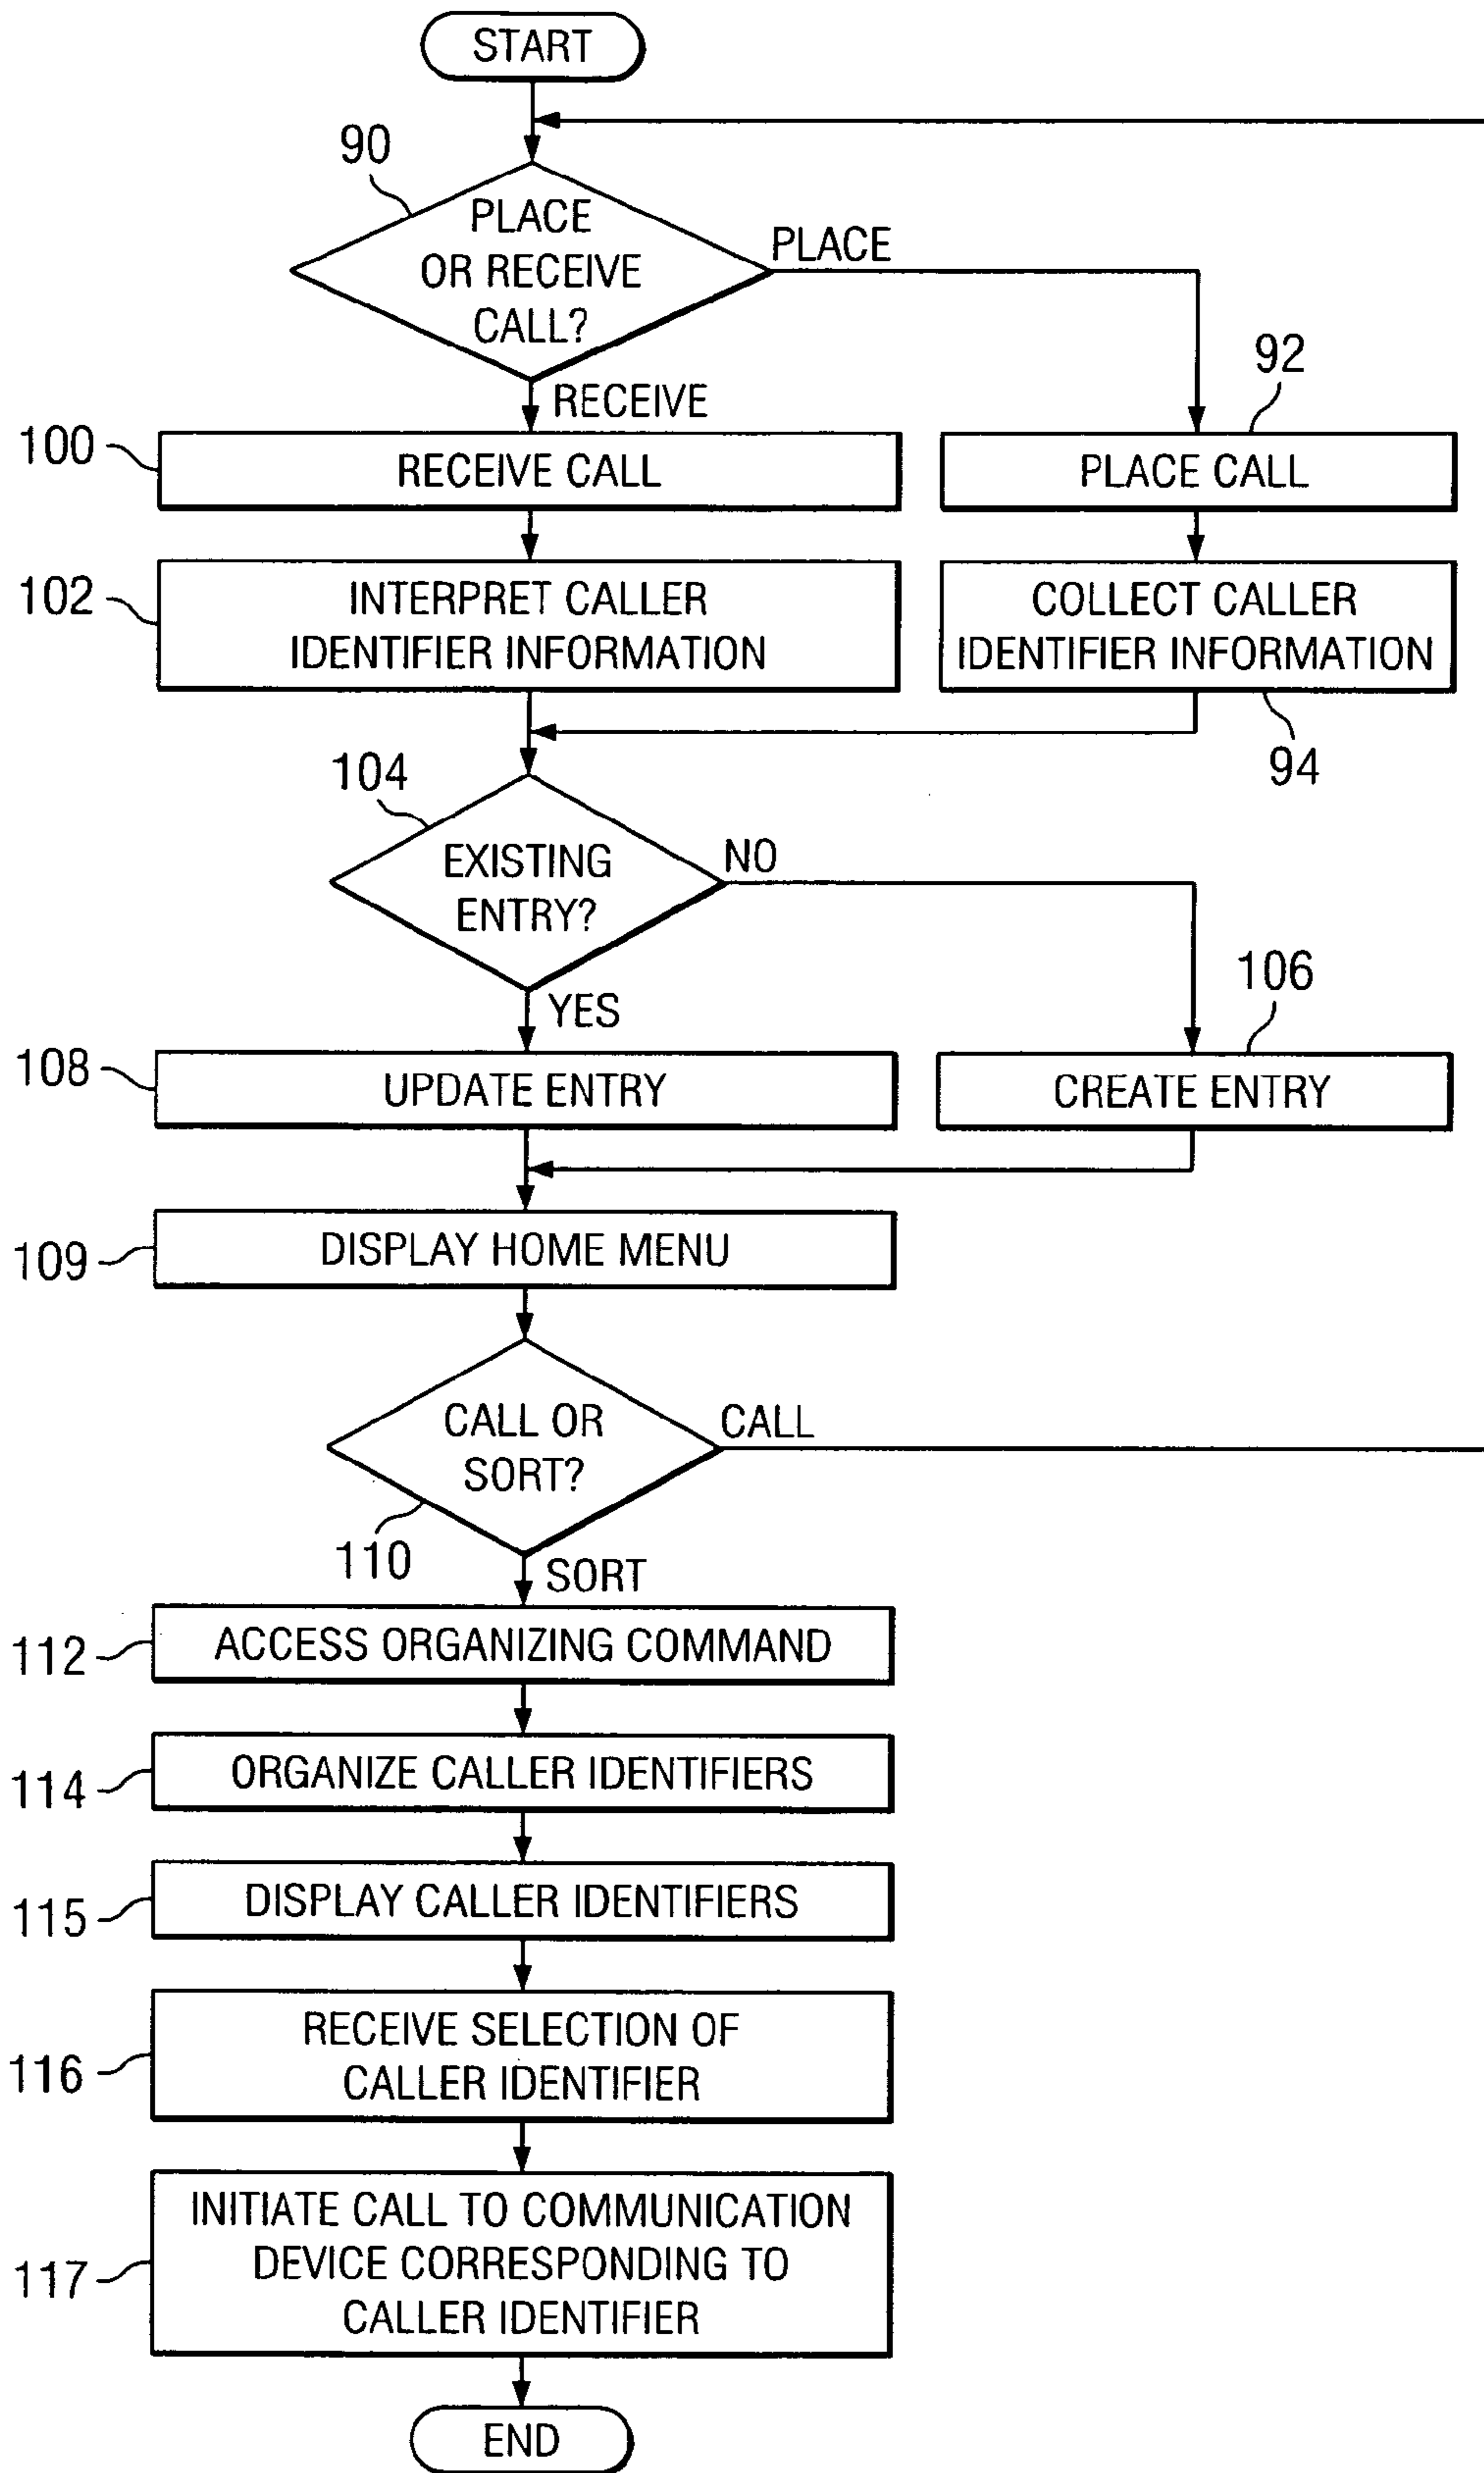 START
90
PLACE
OR RECEIVE
CALL?
PLACE
RECEIVE
92
100
RECEIVE CALL
PLACE CALL
102
INTERPRET CALLER
IDENTIFIER INFORMATION
COLLECT CALLER
IDENTIFIER INFORMATION
94
104
EXISTING
ENTRY?
NO
YES
106
108
UPDATE ENTRY
CREATE ENTRY
109
DISPLAY HOME MENU
CALL OR
SORT?
CALL
110
SORT
112
ACCESS ORGANIZING COMMAND
114
ORGANIZE CALLER IDENTIFIERS
115
DISPLAY CALLER IDENTIFIERS
116
RECEIVE SELECTION OF
CALLER IDENTIFIER
117
INITIATE CALL TO COMMUNICATION
DEVICE CORRESPONDING TO
CALLER IDENTIFIER
END